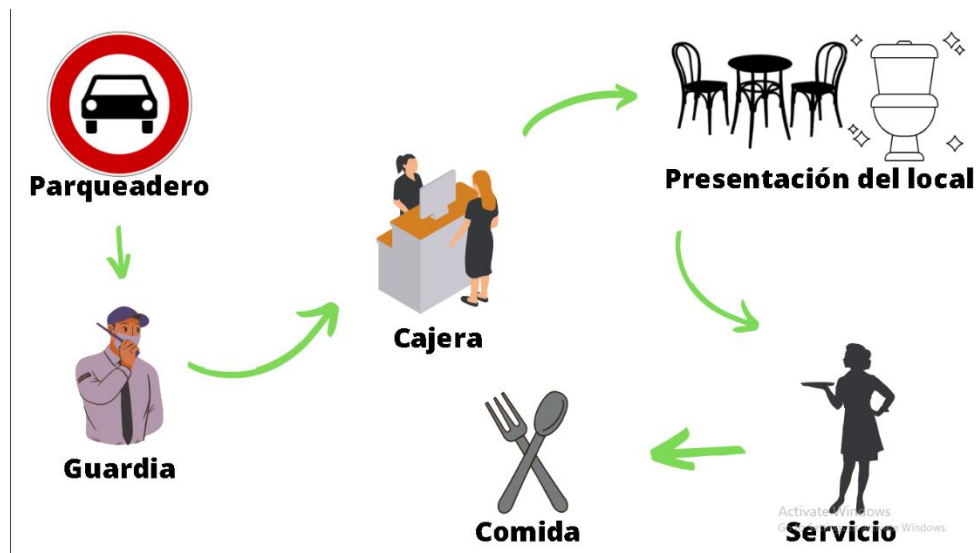 Parqueadero
Guardia
Cajera
Presentación del local
Servicio
Comida
Activate Windows